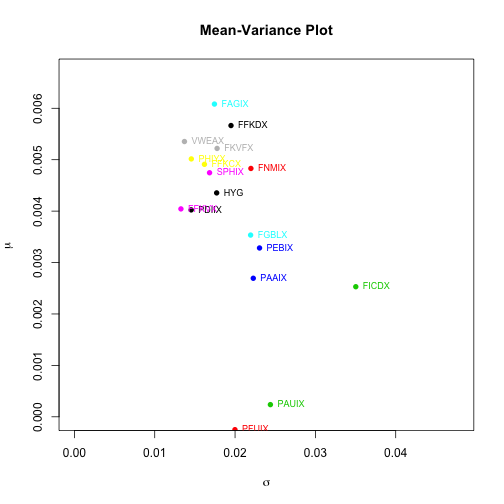 Mean-Variance Plot
FAGIX
FFKDX
VWEAX
FKVFX
FNMIX
SPHIX
HYG
PDIIX
FGBLX
PEBIX
PAAIX
FICDX
PAUIX
PFUIX
0.006
0.005
0.004
0.003
0.002
0.001
0.000
μ
0.00
0.01
0.02
0.03
0.04
σ